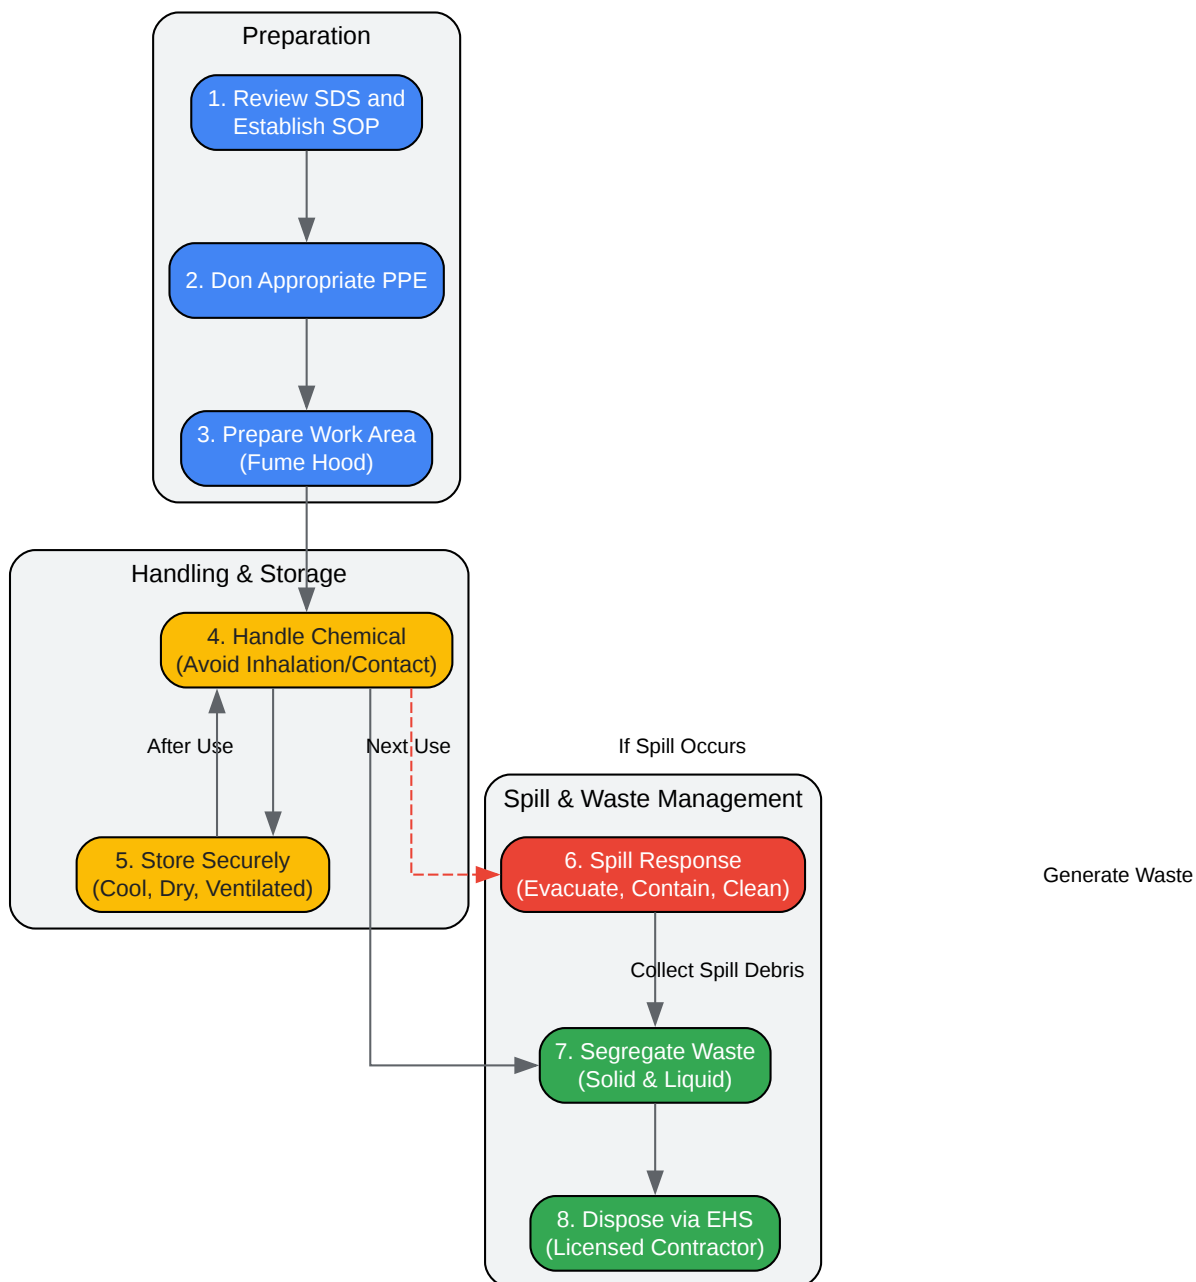 Preparation
1. Review SDS and
Establish SOP
2. Don Appropriate PPE
3. Prepare Work Area
(Fume Hood)
Handling & Storage
4. Handle Chemical
(Avoid Inhalation/Contact)
After Use
Next Use
If Spill Occurs
Spill & Waste Management
5. Store Securely
(Cool, Dry, Ventilated)
6. Spill Response
(Evacuate, Contain, Clean)
Generate Waste
Collect Spill Debris
7. Segregate Waste
(Solid & Liquid)
8. Dispose via EHS
(Licensed Contractor)